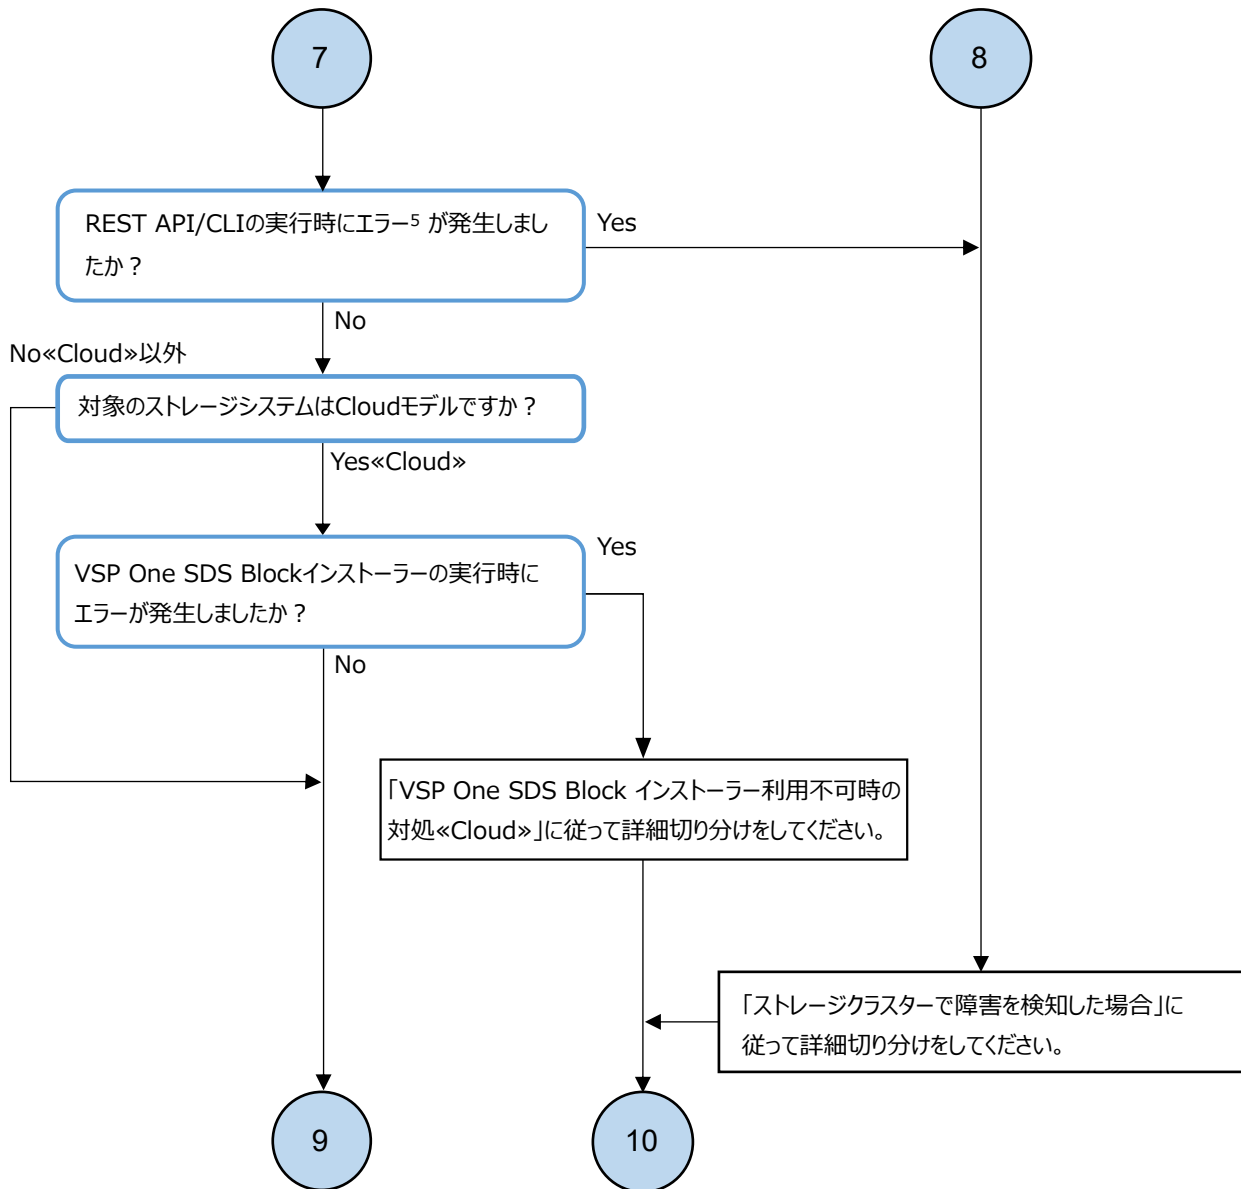 7
8
REST API/CLIの実行時にエラー5 が発生しまし
たか？
Yes
No
No«Cloud»以外
対象のストレージシステムはCloudモデルですか？
Yes«Cloud»
VSP One SDS Blockインストーラーの実行時に
エラーが発生しましたか？
Yes
No
「VSP One SDS Block インストーラー利用不可時の
対処«Cloud»」に従って詳細切り分けをしてください。
「ストレージクラスターで障害を検知した場合」に
従って詳細切り分けをしてください。
9
10